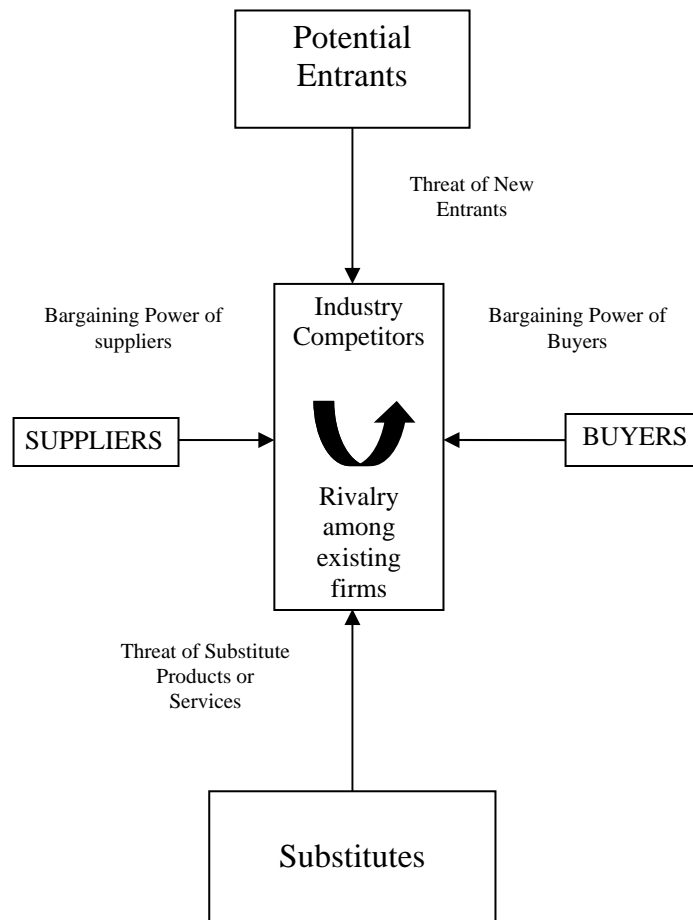 Potential
Entrants
Threat of New
Entrants
Bargaining Power of
suppliers
Industry
Competitors
Bargaining Power of
Buyers
SUPPLIERS
BUYERS
Rivalry
among
existing
firms
Threat of Substitute
Products or
Services
Substitutes